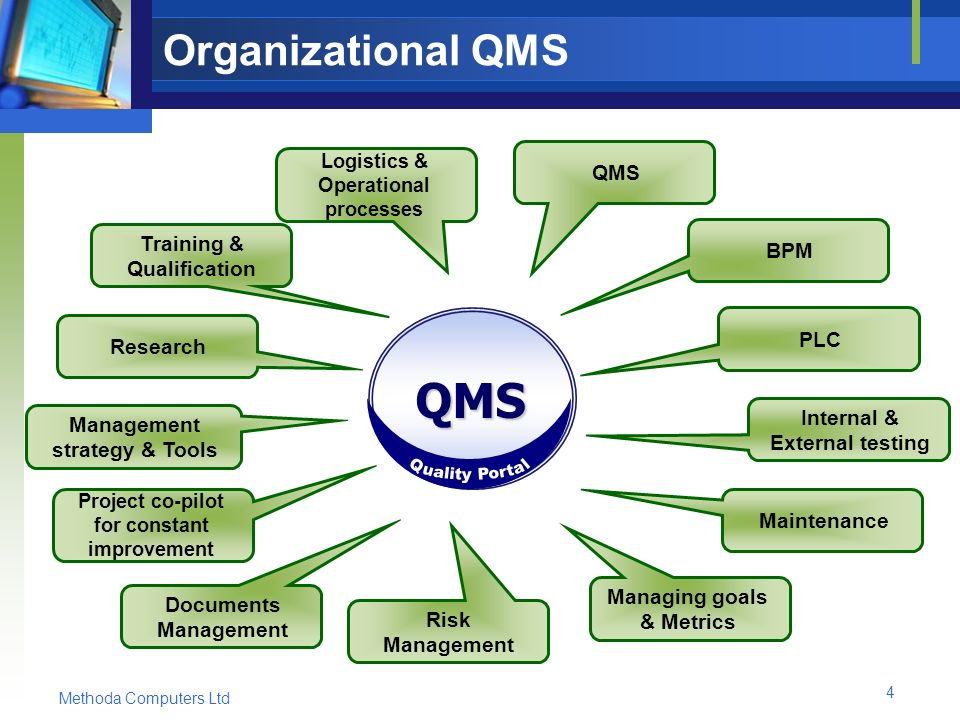 Organizational QMS
Logistics &
Operational
processes
QMS
Training &
Qualification
BPM
Research
PLC
QMS
Quality Portal
Management
strategy & Tools
Internal &
External testing
Project co-pilot
for constant
improvement
Maintenance
Documents
Management
Risk
Management
Managing goals
& Metrics
Methoda Computers Ltd
4